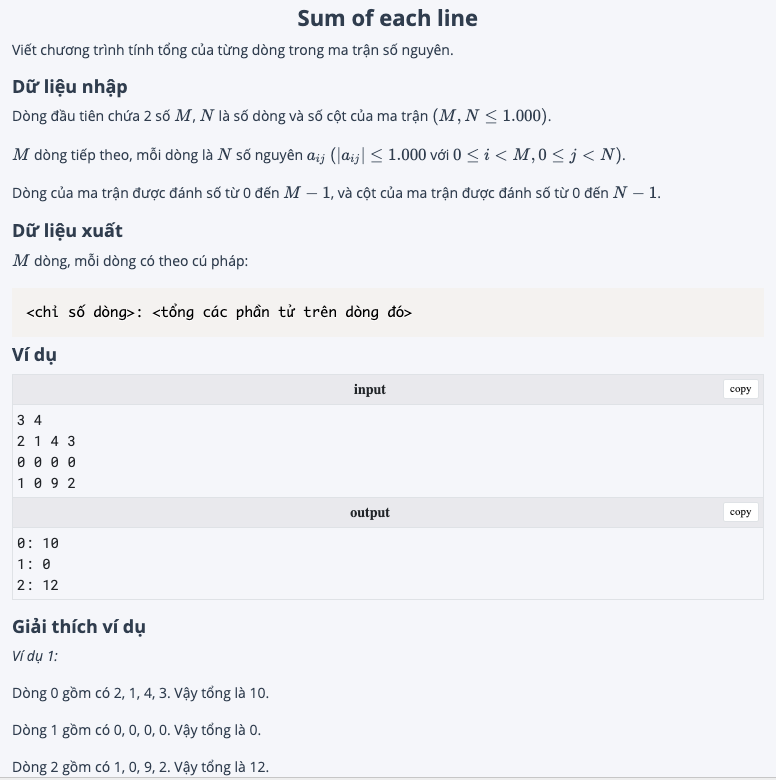 Sum of each line
Viết chương trình tính tổng của từng dòng trong ma trận số nguyên.
Dữ liệu nhập
Dòng đầu tiên chứa 2 số M, N là số dòng và số cột của ma trận (M, N ≤ 1.000).
M dòng tiếp theo, mỗi dòng là N số nguyên aᵢⱼ (|aᵢⱼ| ≤ 1.000 với 0 ≤ i < M, 0 ≤ j < N).
Dòng của ma trận được đánh số từ 0 đến M − 1, và cột của ma trận được đánh số từ 0 đến N − 1.
Dữ liệu xuất
M dòng, mỗi dòng có theo cú pháp:
<chỉ số dòng>: <tổng các phần tử trên dòng đó>
Ví dụ
input copy
3 4
2 1 4 3
0 0 0 0
1 0 9 2
output copy
0: 10
1: 0
2: 12
Giải thích ví dụ
Ví dụ 1:
Dòng 0 gồm có 2, 1, 4, 3. Vậy tổng là 10.
Dòng 1 gồm có 0, 0, 0, 0. Vậy tổng là 0.
Dòng 2 gồm có 1, 0, 9, 2. Vậy tổng là 12.